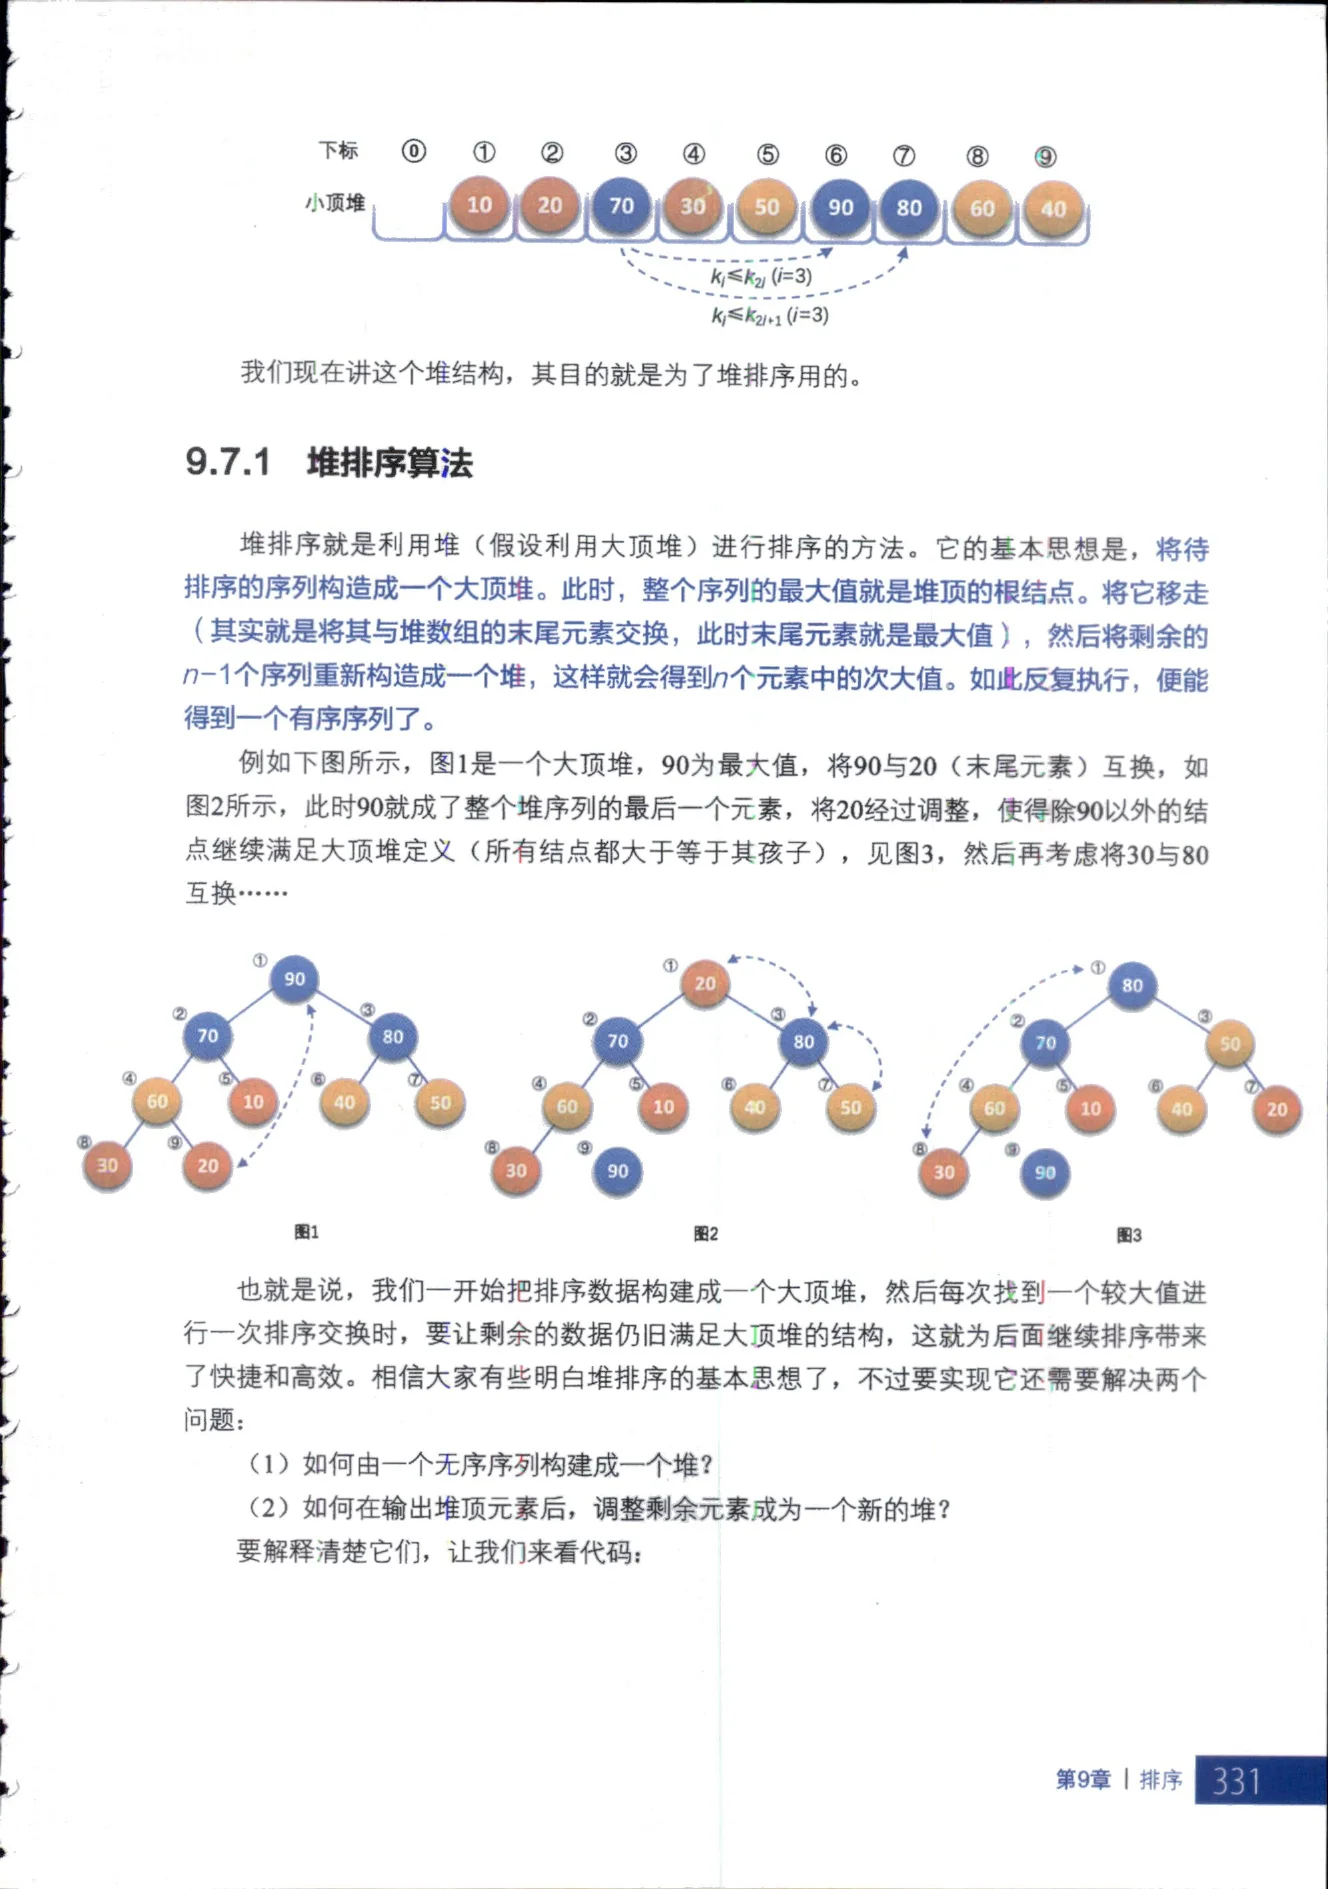 下标 ⓪ ① ② ③ ④ ⑤ ⑥ ⑦ ⑧ ⑨
小顶堆 10 20 70 30 50 90 80 60 40
kᵢ≤k₂ᵢ (i=3)
kᵢ≤k₂ᵢ₊₁ (i=3)
我们现在讲这个堆结构，其目的就是为了堆排序用的。
9.7.1 堆排序算法
堆排序就是利用堆（假设利用大顶堆）进行排序的方法。它的基本思想是，将待
排序的序列构造成一个大顶堆。此时，整个序列的最大值就是堆顶的根结点。将它移走
（其实就是将其与堆数组的末尾元素交换，此时末尾元素就是最大值），然后将剩余的
n-1个序列重新构造成一个堆，这样就会得到n个元素中的次大值。如此反复执行，便能
得到一个有序序列了。
例如下图所示，图1是一个大顶堆，90为最大值，将90与20（末尾元素）互换，如
图2所示，此时90就成了整个堆序列的最后一个元素，将20经过调整，使得除90以外的结
点继续满足大顶堆定义（所有结点都大于等于其孩子），见图3，然后再考虑将30与80
互换……
① 90
② 70 ③ 80
④ 60 ⑤ 10 ⑥ 40 ⑦ 50
⑧ 30 ⑨ 20
图1
① 20
② 70 ③ 80
④ 60 ⑤ 10 ⑥ 40 ⑦ 50
⑧ 30 ⑨ 90
图2
① 80
② 70 ③ 50
④ 60 ⑤ 10 ⑥ 40 ⑦ 20
⑧ 30 ⑨ 90
图3
也就是说，我们一开始把排序数据构建成一个大顶堆，然后每次找到一个较大值进
行一次排序交换时，要让剩余的数据仍旧满足大顶堆的结构，这就为后面继续排序带来
了快捷和高效。相信大家有些明白堆排序的基本思想了，不过要实现它还需要解决两个
问题：
（1）如何由一个无序序列构建成一个堆？
（2）如何在输出堆顶元素后，调整剩余元素成为一个新的堆？
要解释清楚它们，让我们来看代码：
第9章 | 排序 331